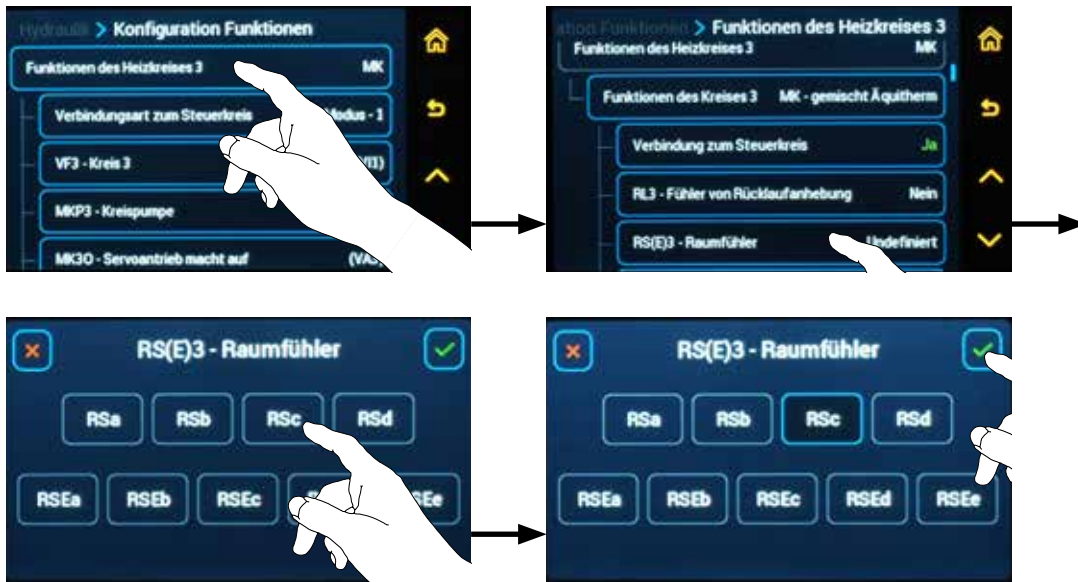 Hydraulik > Konfiguration Funktionen
Funktionen des Heizkreises 3 MK
Verbindungsart zum Steuerkreis Modus - 1
VF3 - Kreis 3
MKP3 - Kreispumpe
MK3O - Servoantrieb macht auf
Funktionen > Funktionen des Heizkreises 3
Funktionen des Heizkreises 3 MK
Funktionen des Kreises 3 MK - gemischt Äquitherm
Verbindung zum Steuerkreis Ja
RL3 - Fühler von Rücklaufanhebung Nein
RS(E)3 - Raumfühler Undefiniert
RS(E)3 - Raumfühler
RSa RSb RSc RSd
RSEa RSEb RSEc
RS(E)3 - Raumfühler
RSa RSb RSc RSd
RSEa RSEb RSEc RSEd RSEe